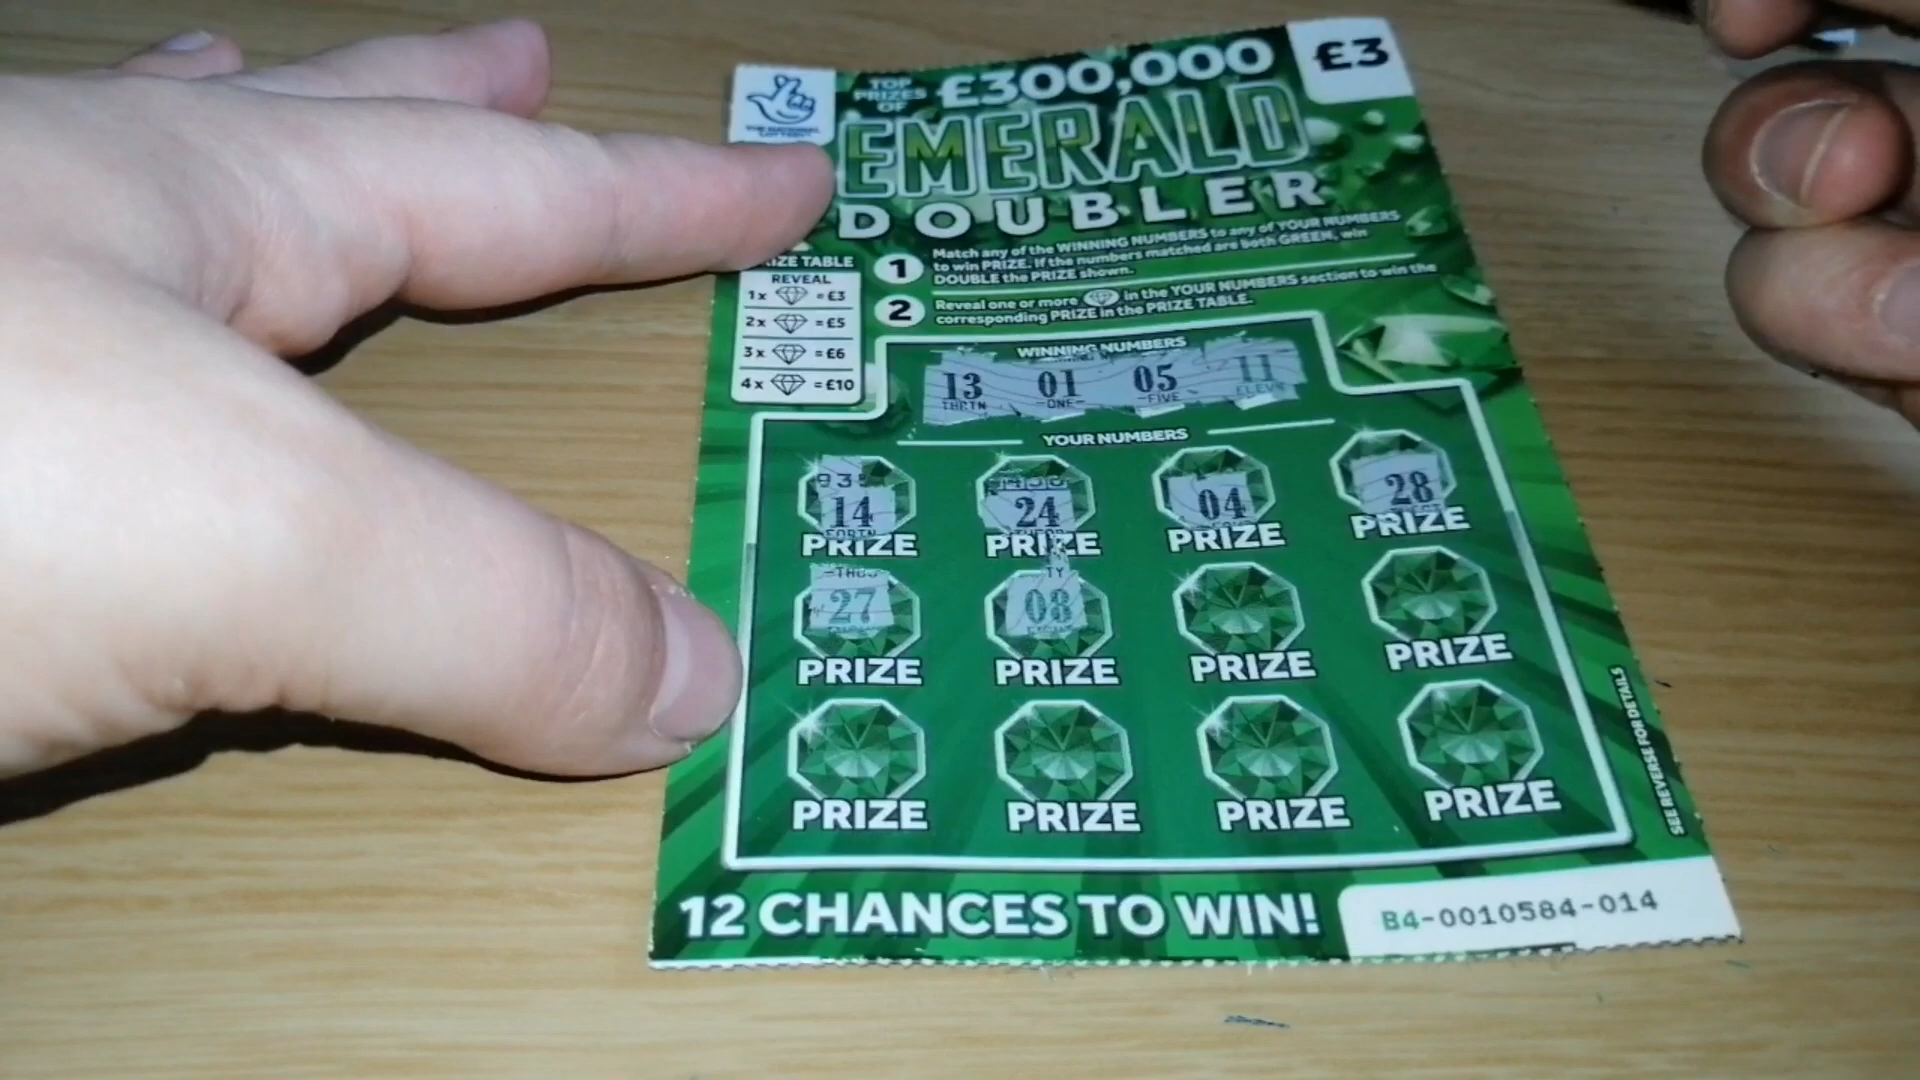 THE NATIONAL
LOTTERY
TOP
PRIZES
OF
£300,000
£3
EMERALD
DOUBLER
1 Match any of the WINNING NUMBERS to any of YOUR NUMBERS
to win PRIZE. If the numbers matched are both GREEN, win
DOUBLE the PRIZE shown.
2 Reveal one or more in the YOUR NUMBERS section to win the
corresponding PRIZE in the PRIZE TABLE.
TABLE
REVEAL
1x = £3
2x = £5
3x = £6
4x = £10
WINNING NUMBERS
13 01 05 11
THRTN -ONE- -FIVE ELEVN
YOUR NUMBERS
14 24 04 28
PRIZE PRIZE PRIZE PRIZE
27 08
PRIZE PRIZE PRIZE PRIZE
PRIZE PRIZE PRIZE PRIZE
SEE REVERSE FOR DETAILS
12 CHANCES TO WIN!
B4-0010584-014